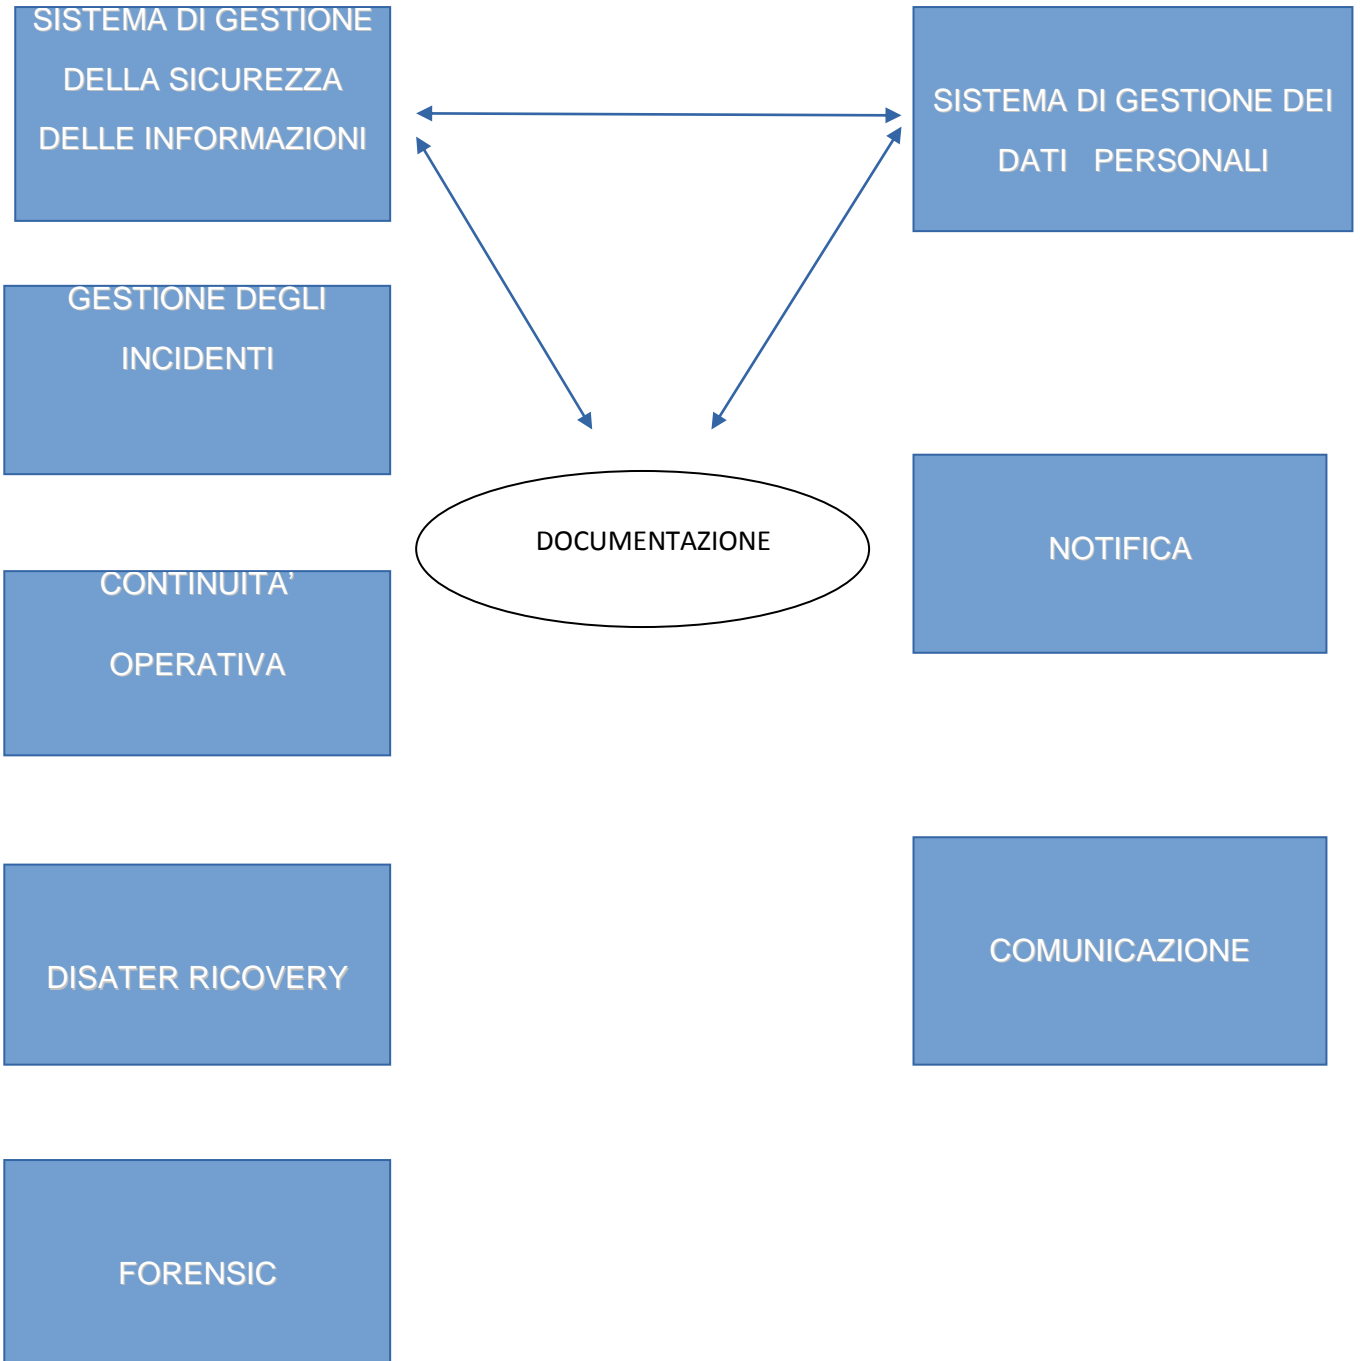 SISTEMA DI GESTIONE
DELLA SICUREZZA
DELLE INFORMAZIONI
SISTEMA DI GESTIONE DEI
DATI PERSONALI
GESTIONE DEGLI
INCIDENTI
DOCUMENTAZIONE
NOTIFICA
CONTINUITA’
OPERATIVA
DISATER RICOVERY
COMUNICAZIONE
FORENSIC